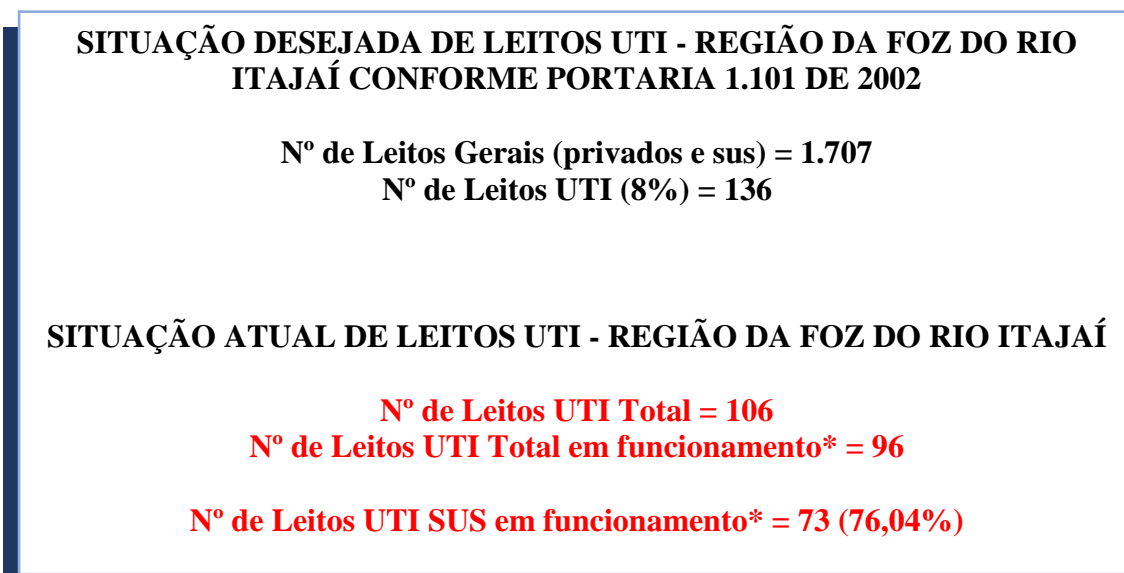 SITUAÇÃO DESEJADA DE LEITOS UTI - REGIÃO DA FOZ DO RIO
ITAJAÍ CONFORME PORTARIA 1.101 DE 2002
Nº de Leitos Gerais (privados e sus) = 1.707
Nº de Leitos UTI (8%) = 136
SITUAÇÃO ATUAL DE LEITOS UTI - REGIÃO DA FOZ DO RIO ITAJAÍ
Nº de Leitos UTI Total = 106
Nº de Leitos UTI Total em funcionamento* = 96
Nº de Leitos UTI SUS em funcionamento* = 73 (76,04%)